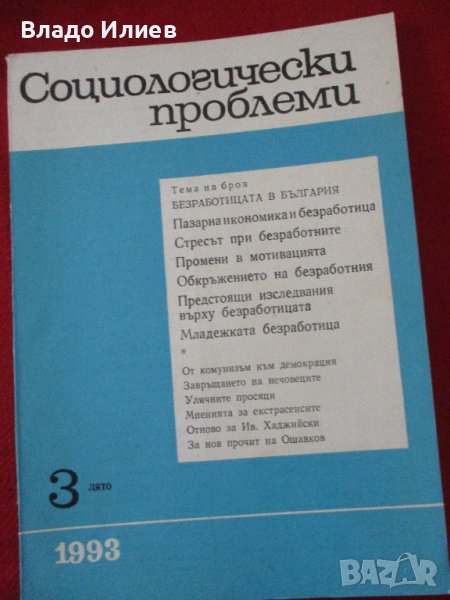 Владо Илиев
Социологически
проблеми
Тема на броя
БЕЗРАБОТИЦАТА В БЪЛГАРИЯ
Пазарна икономика и безработица
Стресът при безработните
Промени в мотивацията
Обкръжението на безработния
Предстоящи изследвания
върху безработицата
Младежката безработица
*
От комунизъм към демокрация
Завръщането на нечовеците
Уличните просяци
Мненията за екстрасенсите
Отново за Ив. Хаджийски
За нов прочит на Ошавков
3 лято
1993
BAZAR